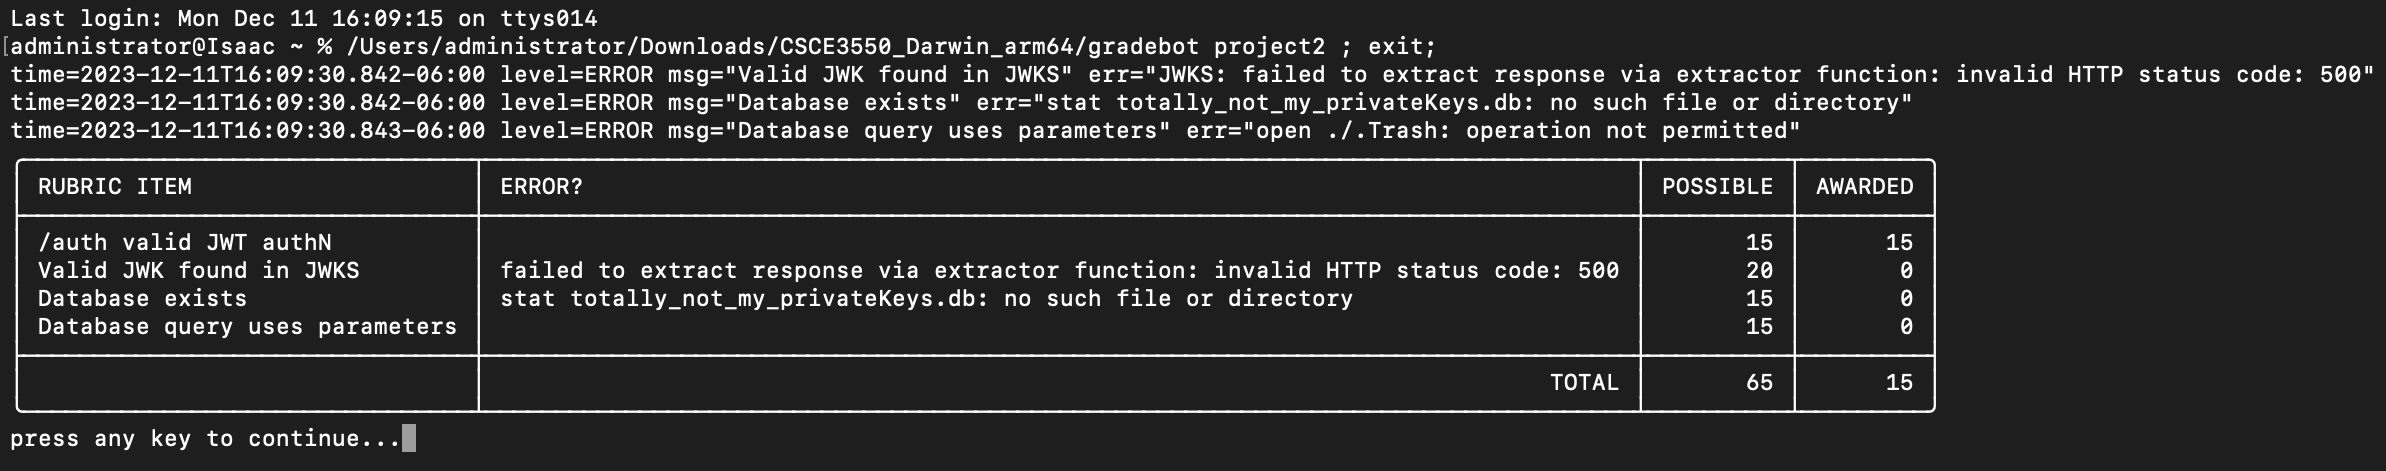 Last login: Mon Dec 11 16:09:15 on ttys014
[administrator@Isaac ~ % /Users/administrator/Downloads/CSCE3550_Darwin_arm64/gradebot project2 ; exit;
time=2023-12-11T16:09:30.842-06:00 level=ERROR msg="Valid JWK found in JWKS" err="JWKS: failed to extract response via extractor function: invalid HTTP status code: 500"
time=2023-12-11T16:09:30.842-06:00 level=ERROR msg="Database exists" err="stat totally_not_my_privateKeys.db: no such file or directory"
time=2023-12-11T16:09:30.843-06:00 level=ERROR msg="Database query uses parameters" err="open ./.Trash: operation not permitted"
RUBRIC ITEM ERROR? POSSIBLE AWARDED
/auth valid JWT authN 15 15
Valid JWK found in JWKS failed to extract response via extractor function: invalid HTTP status code: 500 20 0
Database exists stat totally_not_my_privateKeys.db: no such file or directory 15 0
Database query uses parameters 15 0
TOTAL 65 15
press any key to continue...